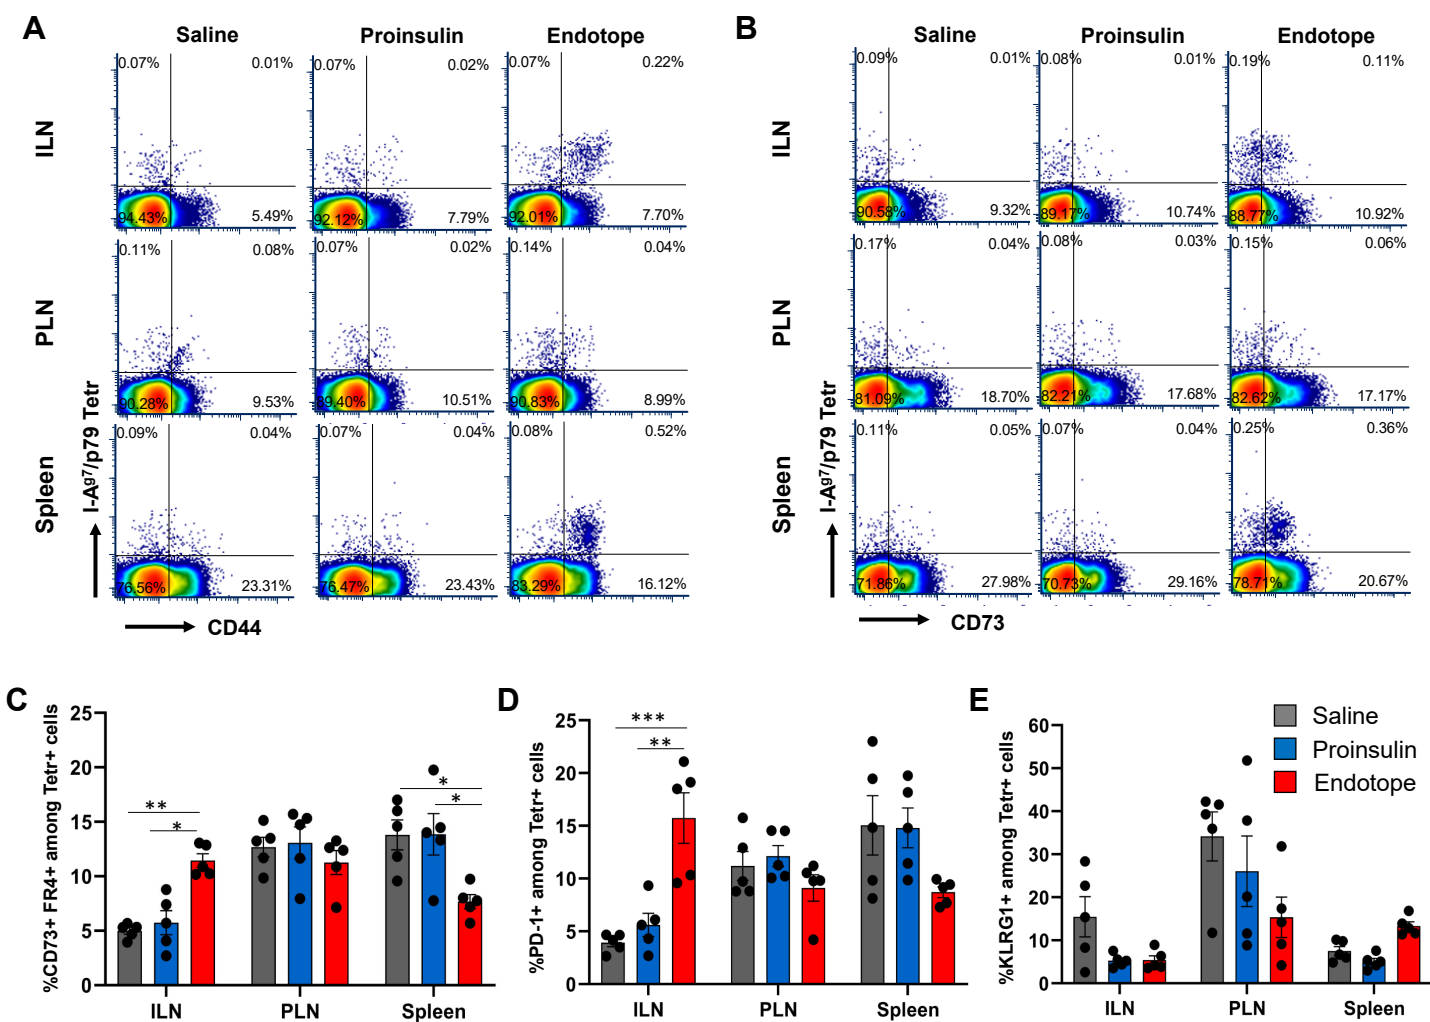 A
Saline Proinsulin Endotope
ILN
0.07% 0.01% 0.07% 0.02% 0.07% 0.22%
94.43% 5.49% 92.12% 7.79% 92.01% 7.70%
PLN
0.11% 0.08% 0.07% 0.02% 0.14% 0.04%
90.28% 9.53% 89.40% 10.51% 90.83% 8.99%
Spleen
0.09% 0.04% 0.07% 0.04% 0.08% 0.52%
76.56% 23.31% 76.47% 23.43% 83.29% 16.12%
I-Ag7/p79 Tetr
CD44
B
Saline Proinsulin Endotope
ILN
0.09% 0.01% 0.08% 0.01% 0.19% 0.11%
90.58% 9.32% 89.17% 10.74% 88.77% 10.92%
PLN
0.17% 0.04% 0.08% 0.03% 0.15% 0.06%
81.09% 18.70% 82.21% 17.68% 82.62% 17.17%
Spleen
0.11% 0.05% 0.07% 0.04% 0.25% 0.36%
71.86% 27.98% 70.73% 29.16% 78.71% 20.67%
I-Ag7/p79 Tetr
CD73
C
%CD73+ FR4+ among Tetr+ cells
25
20
15
10
5
0
** * * *
ILN PLN Spleen
D
%PD-1+ among Tetr+ cells
25
20
15
10
5
0
*** **
ILN PLN Spleen
E
%KLRG1+ among Tetr+ cells
60
50
40
30
20
10
0
ILN PLN Spleen
Saline
Proinsulin
Endotope